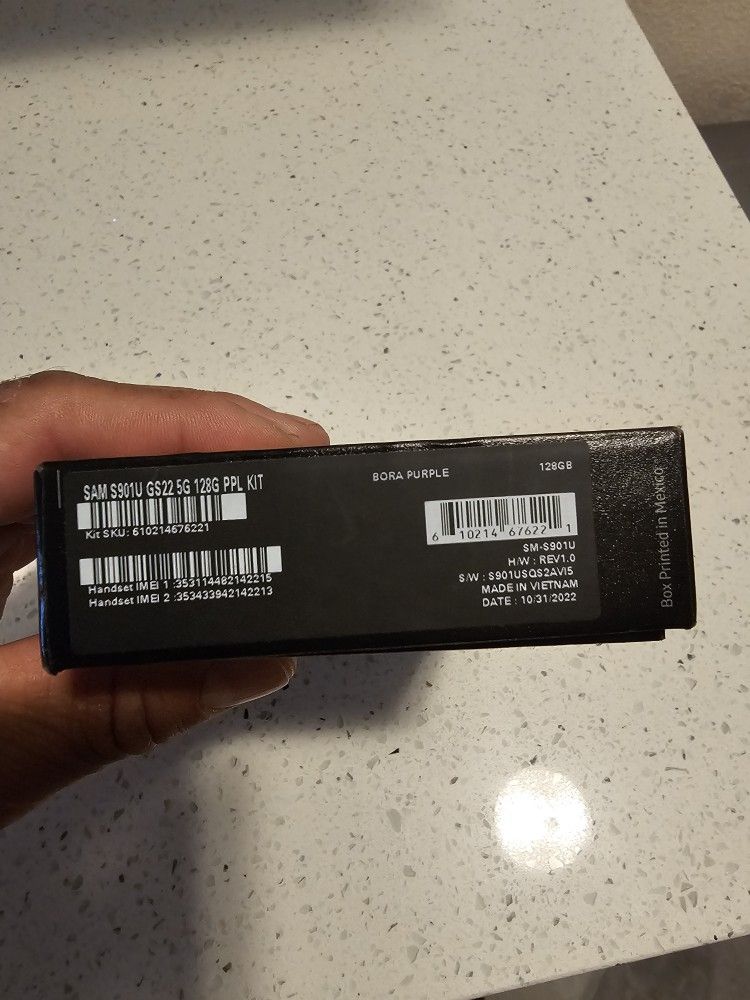 SAM S901U GS22 5G 128G PPL KIT
Kit SKU: 610214676221
Handset IMEI 1 :353114482142215
Handset IMEI 2 :353433942142213
BORA PURPLE
128GB
6 10214 67622 1
SM-S901U
H/W : REV1.0
S/W : S901USQS2AVI5
MADE IN VIETNAM
DATE : 10/31/2022
Box Printed in Mexico